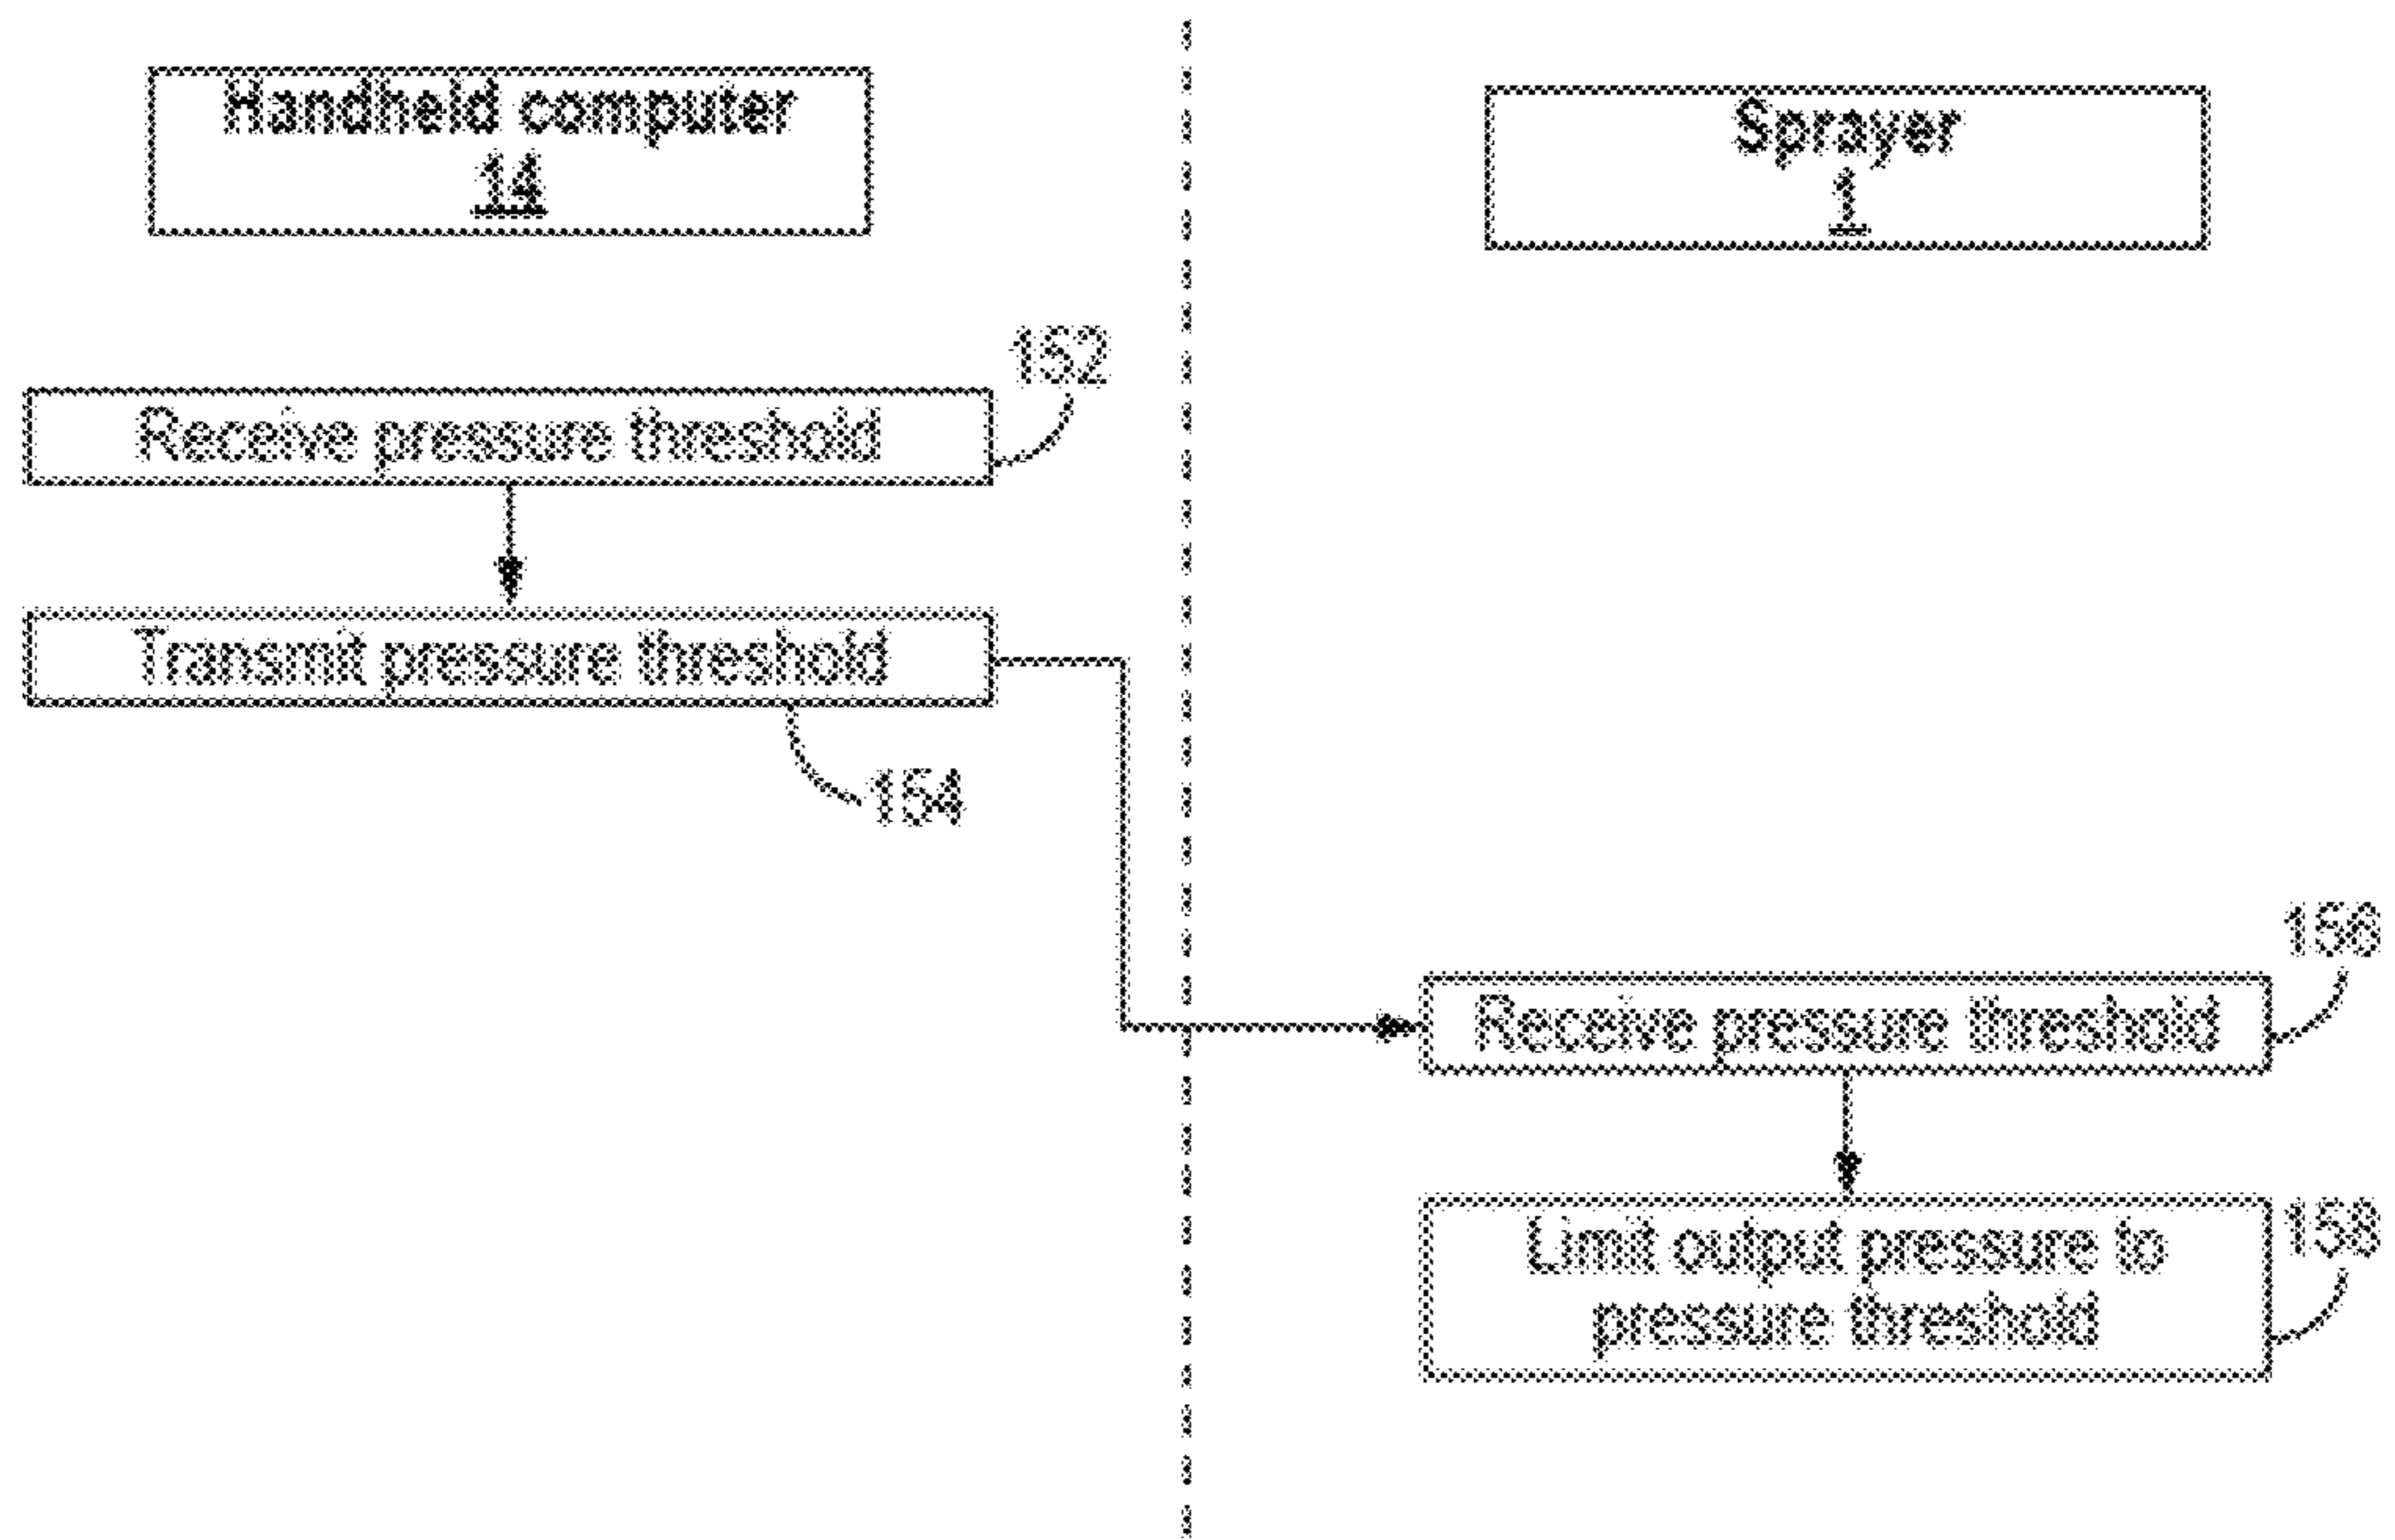 Handheld computer
14
Sprayer
1
152
Receive pressure threshold
Transmit pressure threshold
154
156
Receive pressure threshold
158
Limit output pressure to
pressure threshold